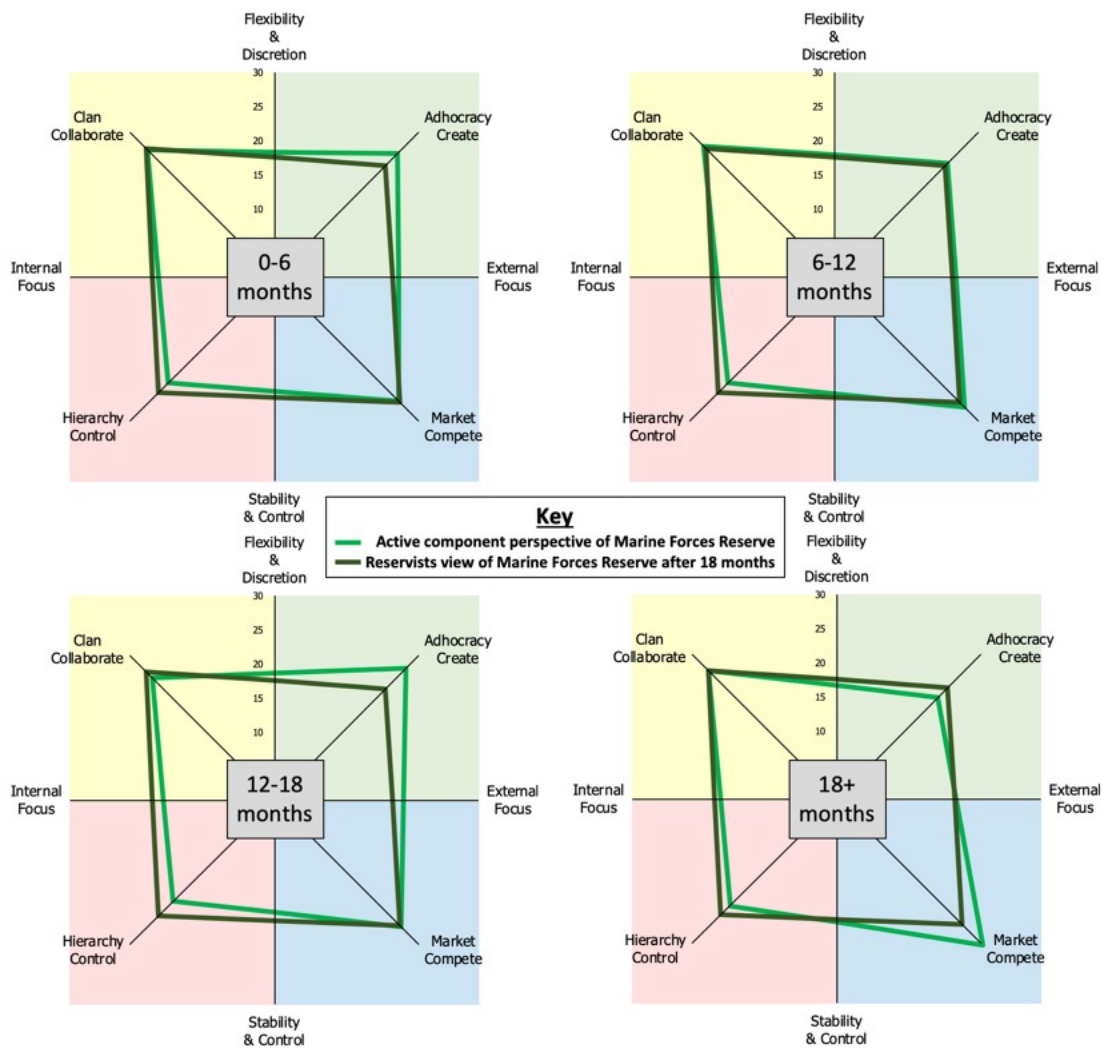 Flexibility
&
Discretion
30
25
20
15
10
Clan
Collaborate
Adhocracy
Create
0-6
months
Internal
Focus
External
Focus
Hierarchy
Control
Market
Compete
Stability
& Control
Flexibility
&
Discretion
30
25
20
15
10
Clan
Collaborate
Adhocracy
Create
6-12
months
Internal
Focus
External
Focus
Hierarchy
Control
Market
Compete
Stability
& Control
Key
Active component perspective of Marine Forces Reserve
Reservists view of Marine Forces Reserve after 18 months
Flexibility
&
Discretion
30
25
20
15
10
Clan
Collaborate
Adhocracy
Create
12-18
months
Internal
Focus
External
Focus
Hierarchy
Control
Market
Compete
Stability
& Control
Flexibility
&
Discretion
30
25
20
15
10
Clan
Collaborate
Adhocracy
Create
18+
months
Internal
Focus
External
Focus
Hierarchy
Control
Market
Compete
Stability
& Control